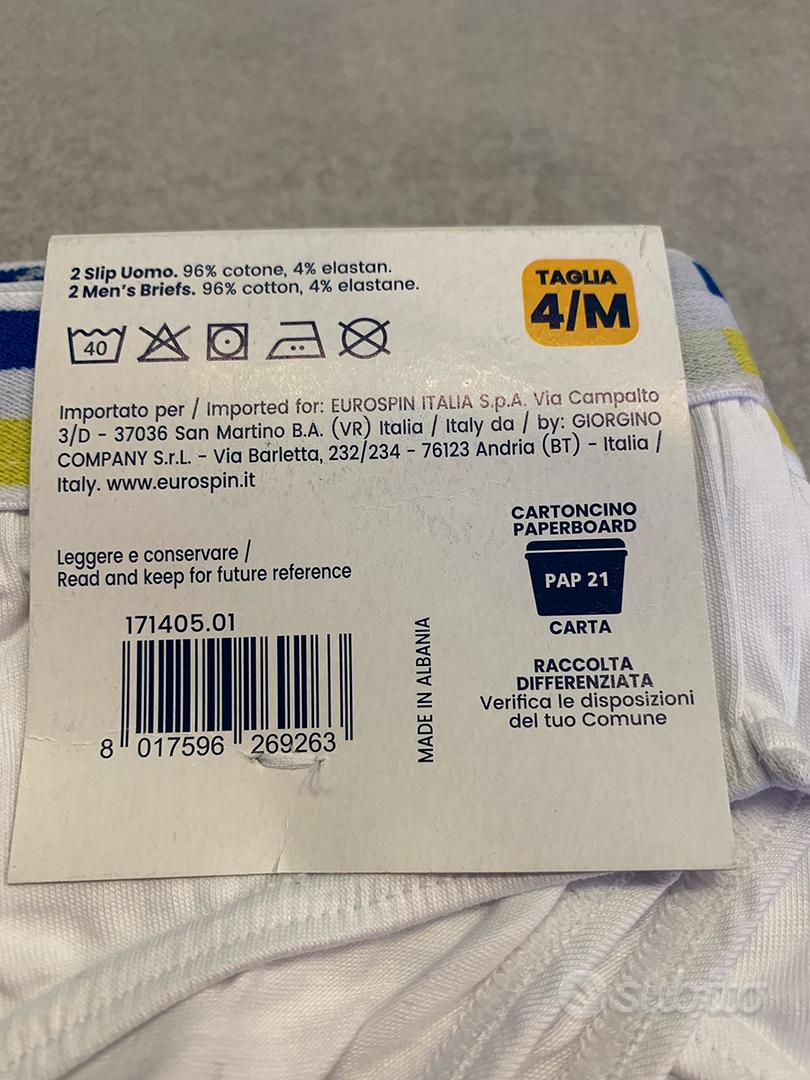 2 Slip Uomo. 96% cotone, 4% elastan.
2 Men's Briefs. 96% cotton, 4% elastane.
TAGLIA
4/M
40
Importato per / Imported for: EUROSPIN ITALIA S.p.A. Via Campalto
3/D - 37036 San Martino B.A. (VR) Italia / Italy da / by: GIORGINO
COMPANY S.r.L. - Via Barletta, 232/234 - 76123 Andria (BT) - Italia /
Italy. www.eurospin.it
Leggere e conservare /
Read and keep for future reference
171405.01
8 017596 269263
MADE IN ALBANIA
CARTONCINO
PAPERBOARD
PAP 21
CARTA
RACCOLTA
DIFFERENZIATA
Verifica le disposizioni
del tuo Comune
subito